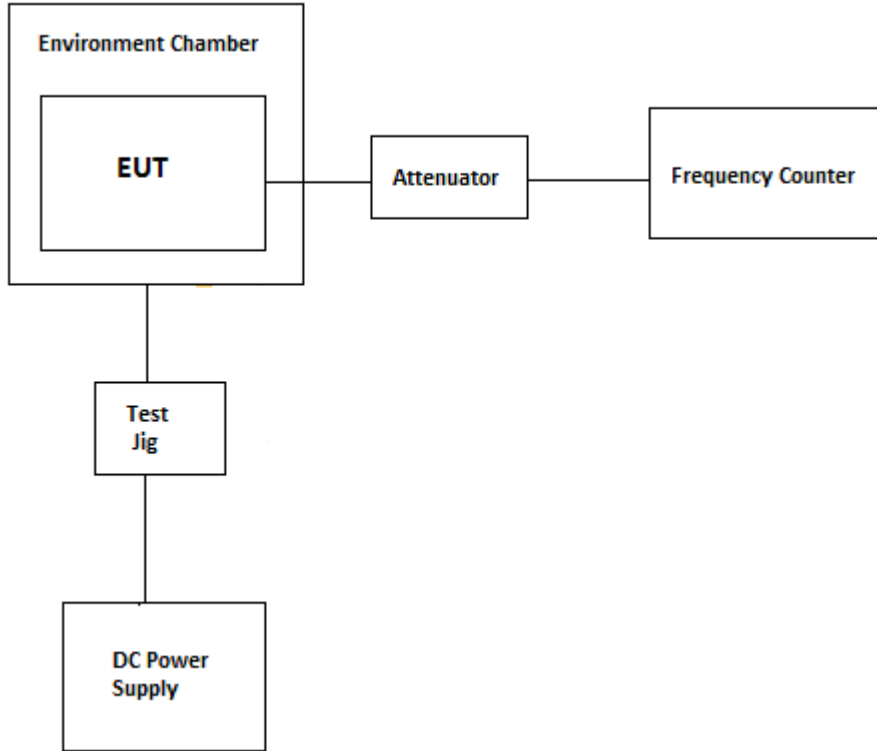 Environment Chamber
EUT
Attenuator
Frequency Counter
Test
Jig
DC Power
Supply